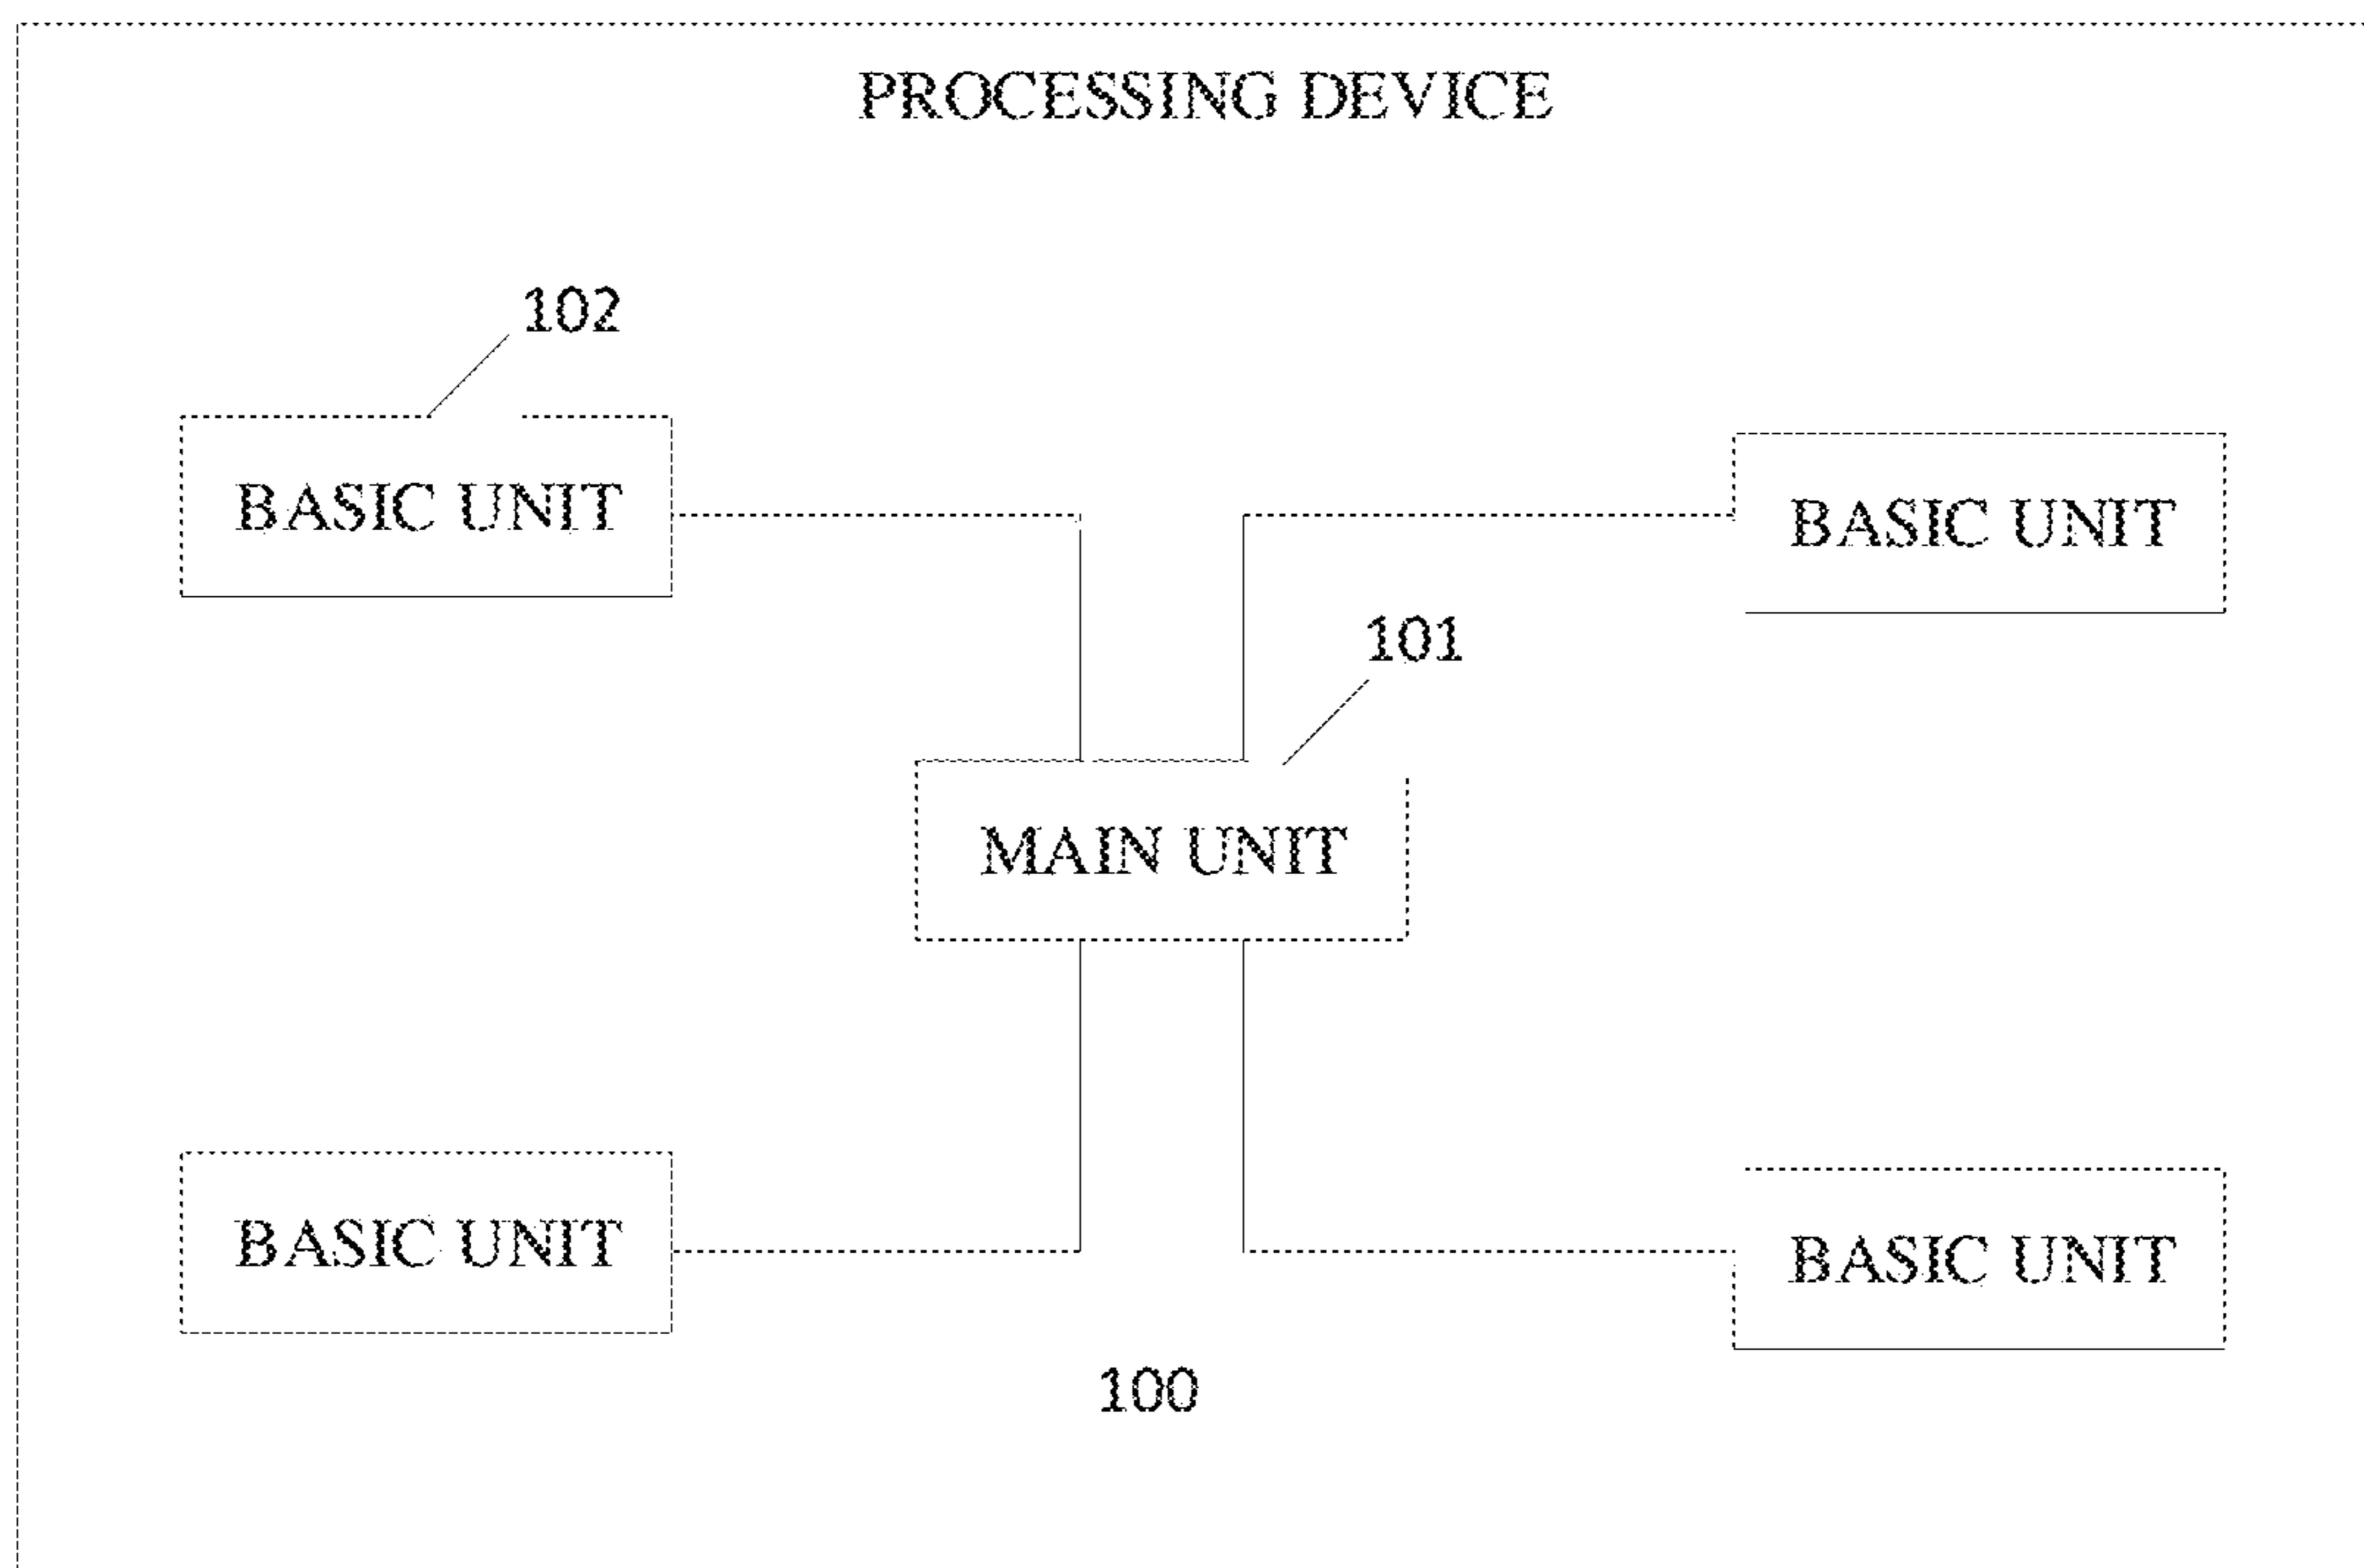 PROCESSING DEVICE
102
BASIC UNIT
BASIC UNIT
101
MAIN UNIT
BASIC UNIT
BASIC UNIT
100